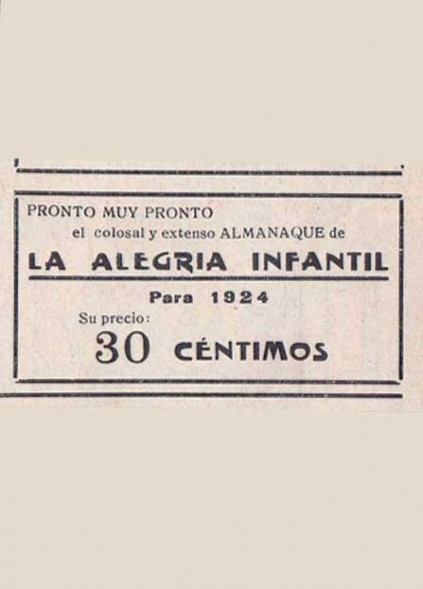 PRONTO MUY PRONTO
el colosal y extenso ALMANAQUE de
LA ALEGRIA INFANTIL
Para 1924
Su precio:
30 CÉNTIMOS